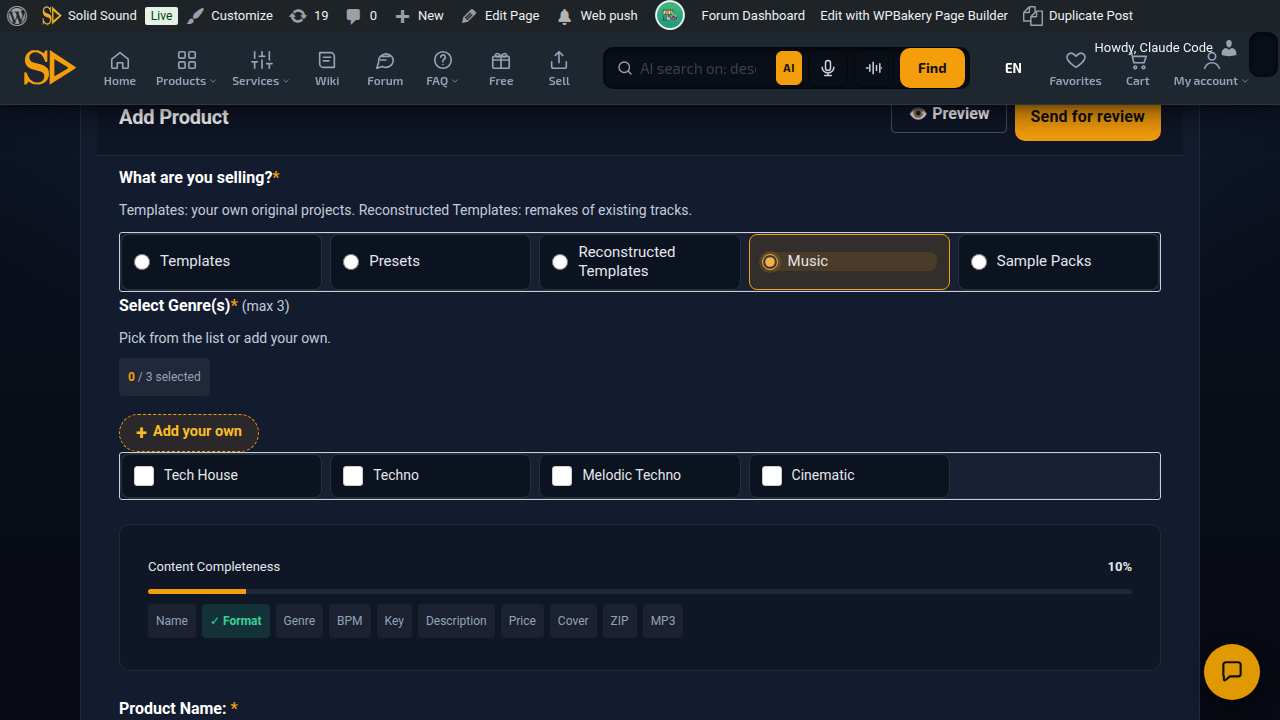 Solid Sound Live Customize 19 0 New Edit Page Web push Forum Dashboard Edit with WPBakery Page Builder Duplicate Post
Howdy, Claude Code
Home Products Services Wiki Forum FAQ Free Sell AI search on: desc AI Find EN Favorites Cart My account
Add Product Preview Send for review
What are you selling?*
Templates: your own original projects. Reconstructed Templates: remakes of existing tracks.
Templates Presets Reconstructed Templates Music Sample Packs
Select Genre(s)* (max 3)
Pick from the list or add your own.
0 / 3 selected
+ Add your own
Tech House Techno Melodic Techno Cinematic
Content Completeness 10%
Name ✓ Format Genre BPM Key Description Price Cover ZIP MP3
Product Name: *